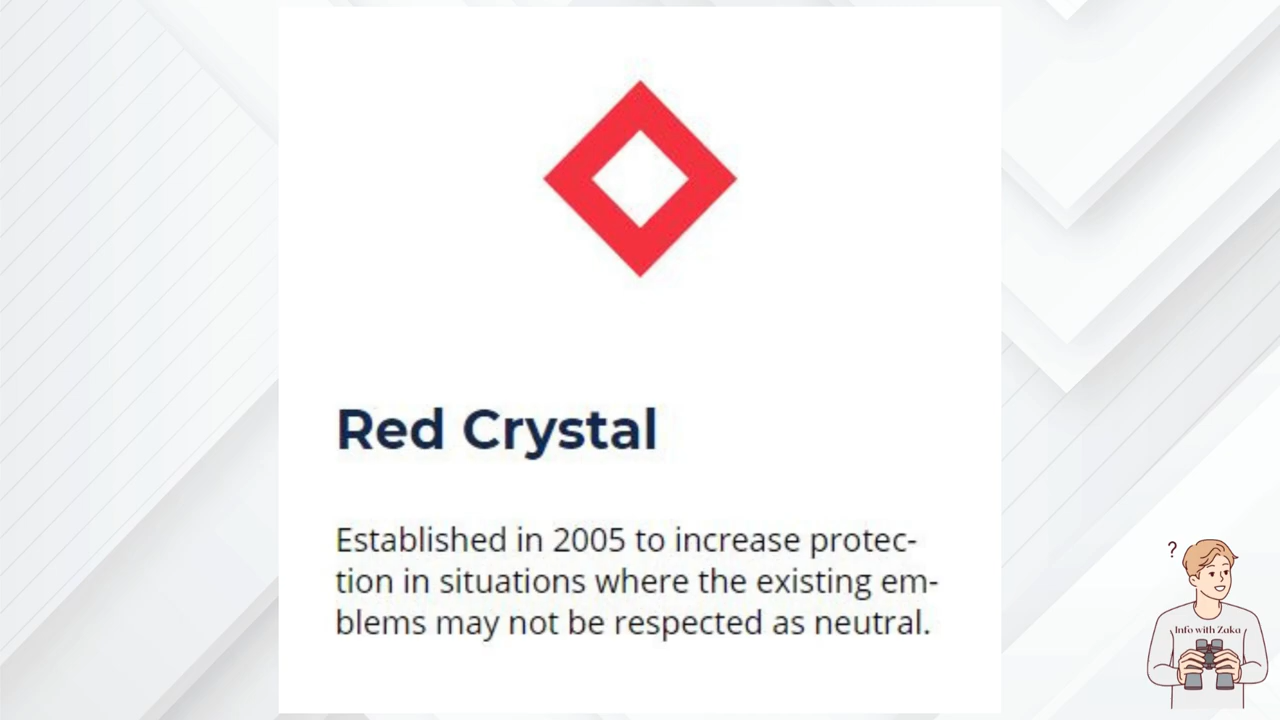 Red Crystal
Established in 2005 to increase protec-
tion in situations where the existing em-
blems may not be respected as neutral.
?
Info with Zaka